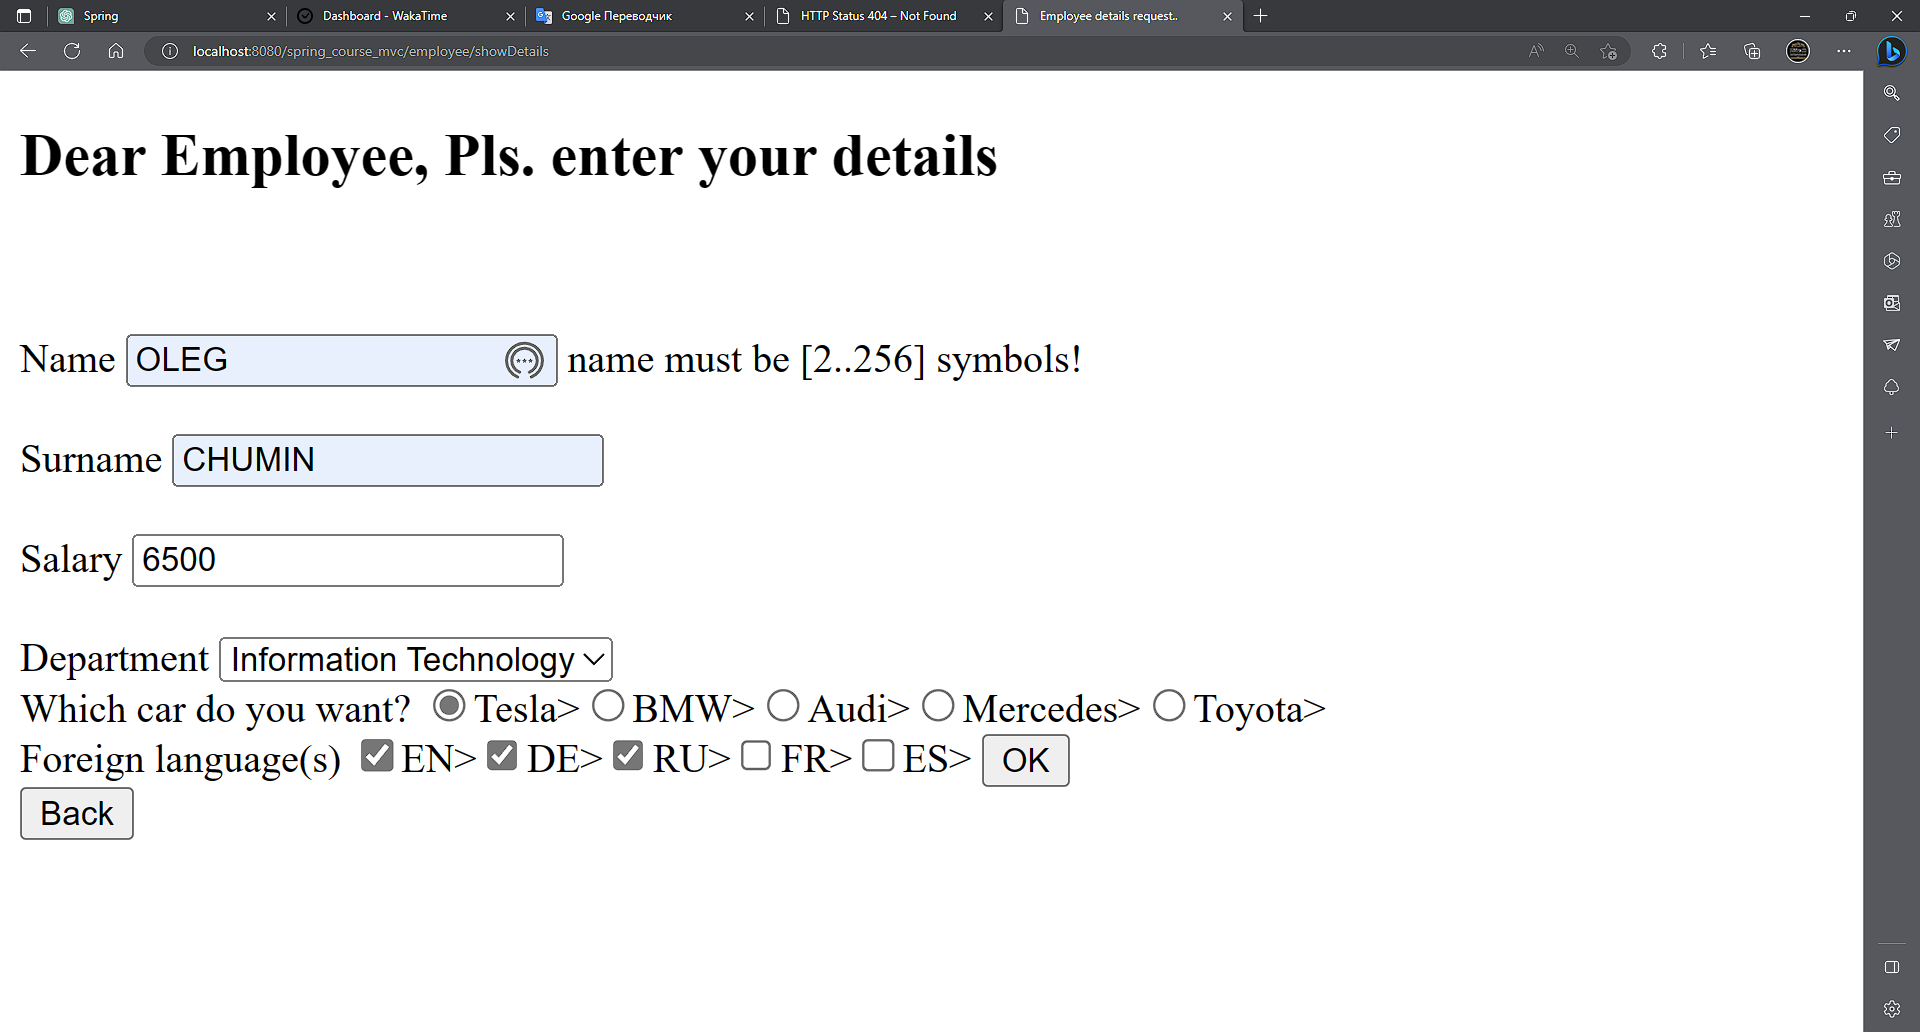 Spring
Dashboard - WakaTime
Google Переводчик
HTTP Status 404 – Not Found
Employee details request..
localhost:8080/spring_course_mvc/employee/showDetails
Dear Employee, Pls. enter your details
Name OLEG name must be [2..256] symbols!
Surname CHUMIN
Salary 6500
Department Information Technology
Which car do you want? Tesla> BMW> Audi> Mercedes> Toyota>
Foreign language(s) EN> DE> RU> FR> ES> OK
Back